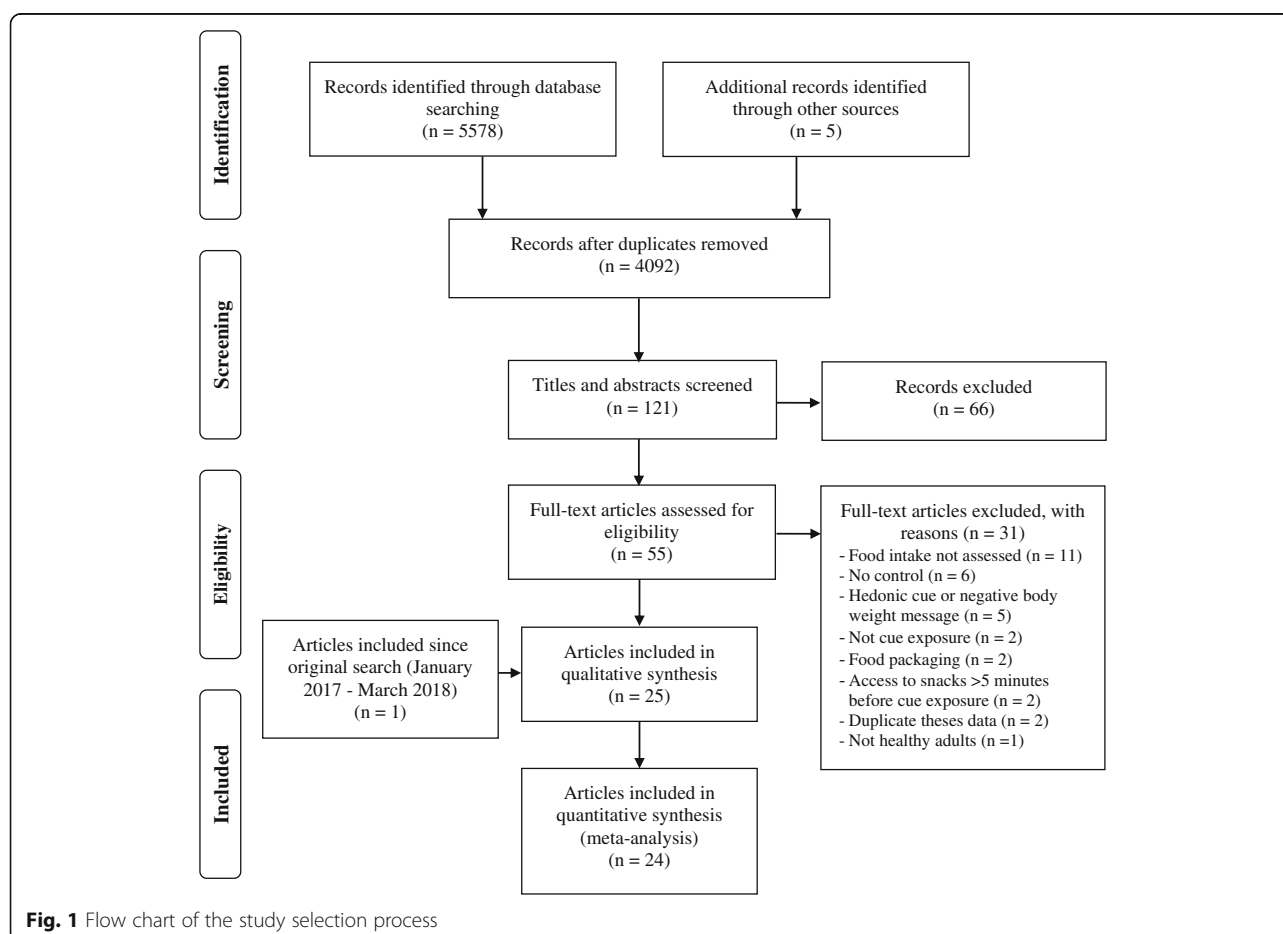 Identification
Records identified through database
searching
(n = 5578)
Additional records identified
through other sources
(n = 5)
Screening
Records after duplicates removed
(n = 4092)
Titles and abstracts screened
(n = 121)
Records excluded
(n = 66)
Eligibility
Full-text articles assessed for
eligibility
(n = 55)
Full-text articles excluded, with
reasons (n = 31)
- Food intake not assessed (n = 11)
- No control (n = 6)
- Hedonic cue or negative body
weight message (n = 5)
- Not cue exposure (n = 2)
- Food packaging (n = 2)
- Access to snacks >5 minutes
before cue exposure (n = 2)
- Duplicate theses data (n = 2)
- Not healthy adults (n =1)
Articles included since
original search (January
2017 - March 2018)
(n = 1)
Articles included in
qualitative synthesis
(n = 25)
Included
Articles included in
quantitative synthesis
(meta-analysis)
(n = 24)
Fig. 1 Flow chart of the study selection process